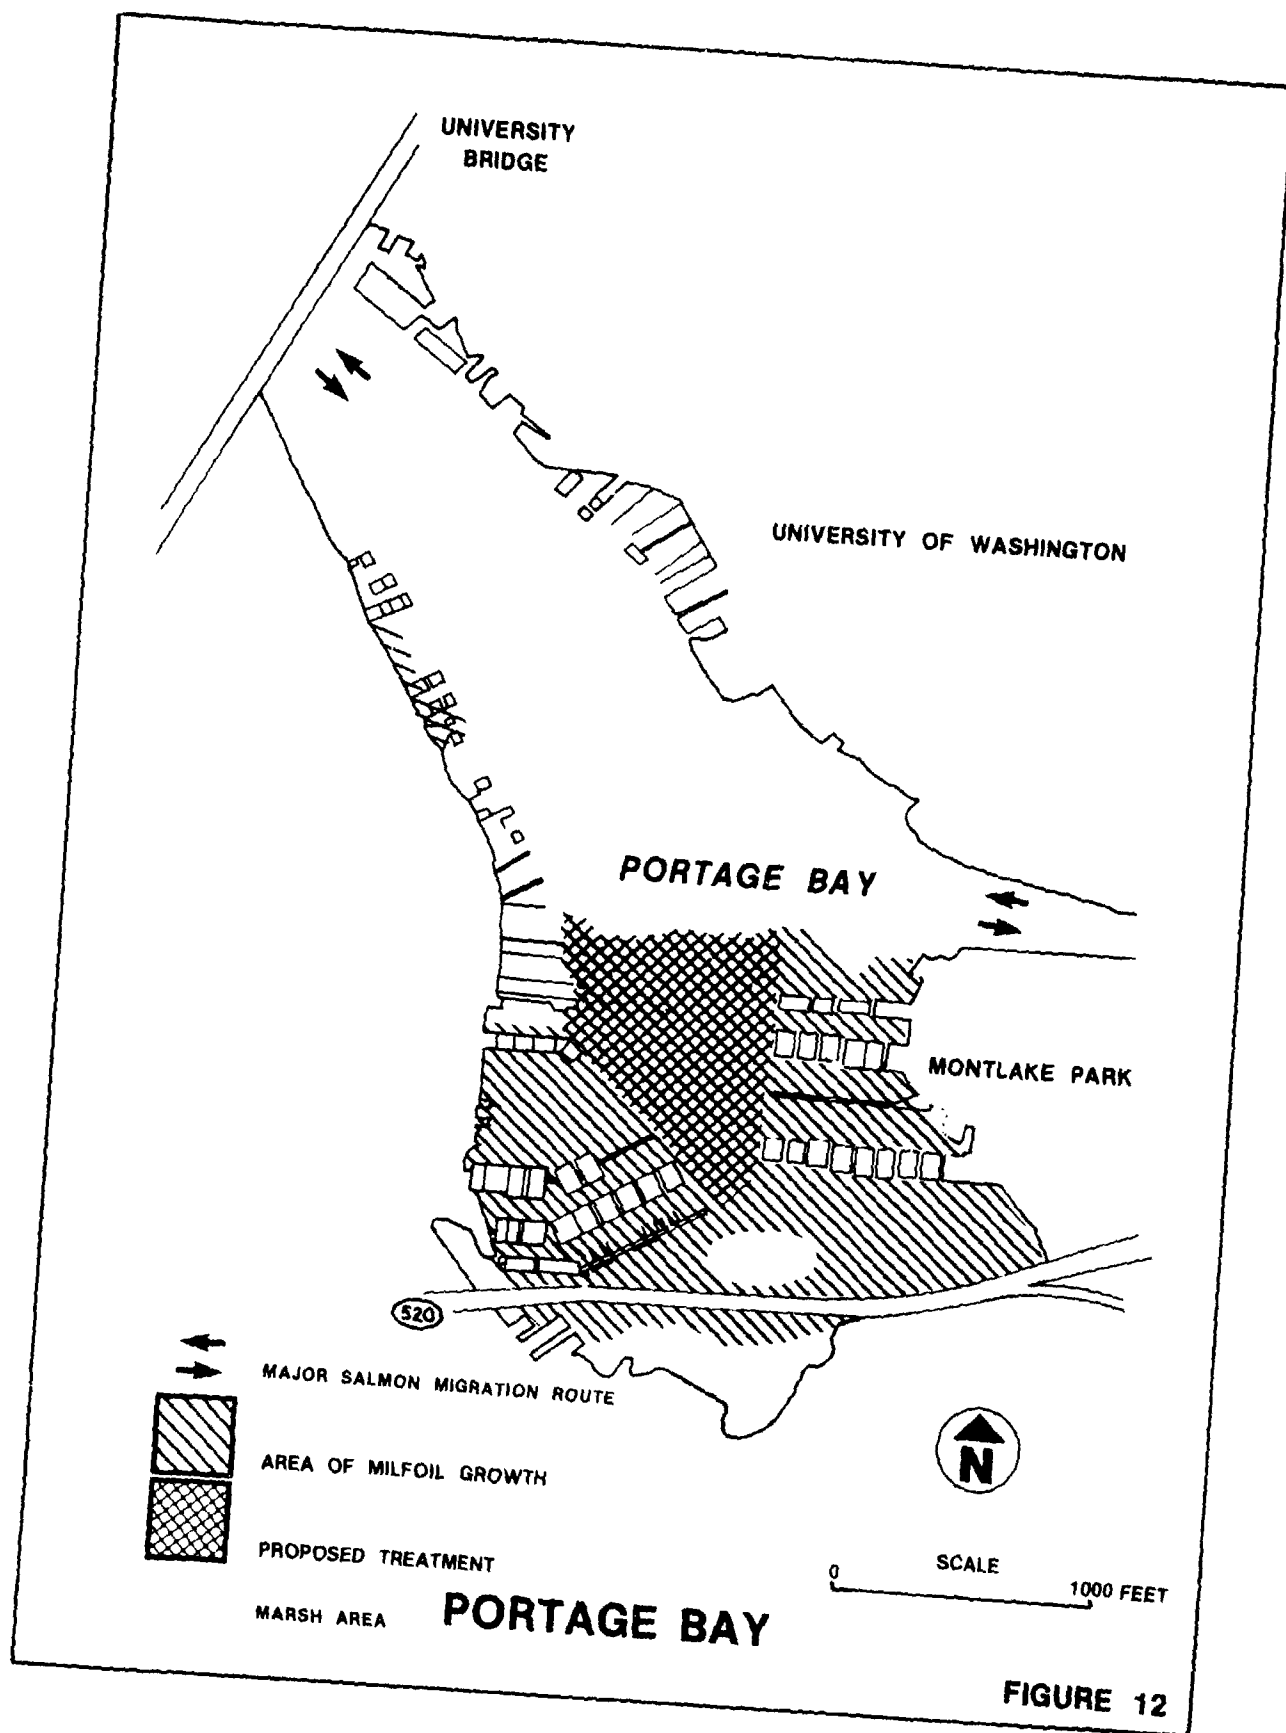 UNIVERSITY
BRIDGE
UNIVERSITY OF WASHINGTON
PORTAGE BAY
MONTLAKE PARK
520
MAJOR SALMON MIGRATION ROUTE
AREA OF MILFOIL GROWTH
PROPOSED TREATMENT
MARSH AREA
N
SCALE
0 1000 FEET
PORTAGE BAY
FIGURE 12